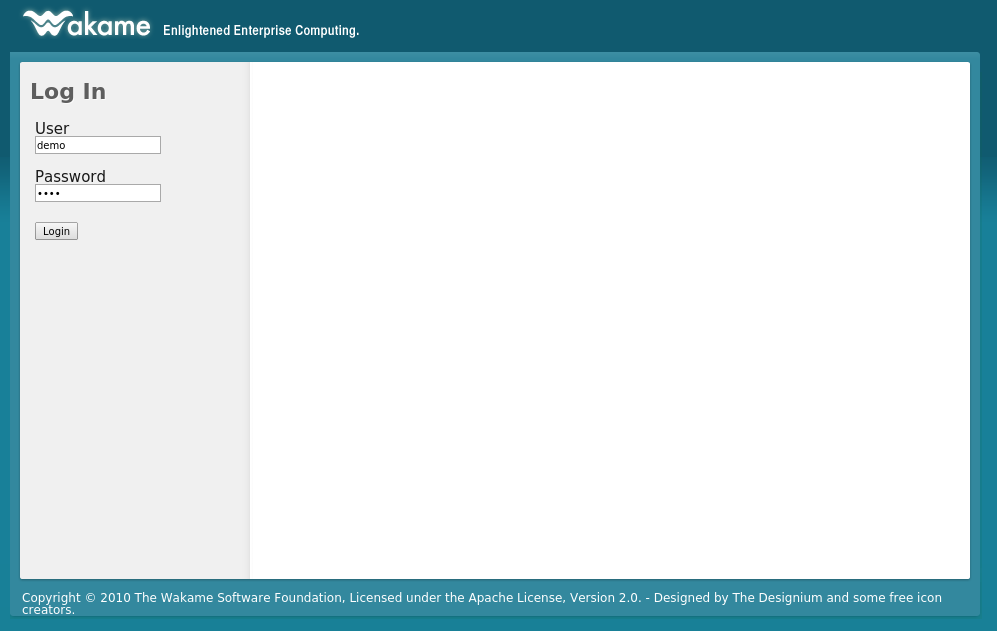 Wakame Enlightened Enterprise Computing.
Log In
User
demo
Password
••••
Login
Copyright © 2010 The Wakame Software Foundation, Licensed under the Apache License, Version 2.0. - Designed by The Designium and some free icon
creators.